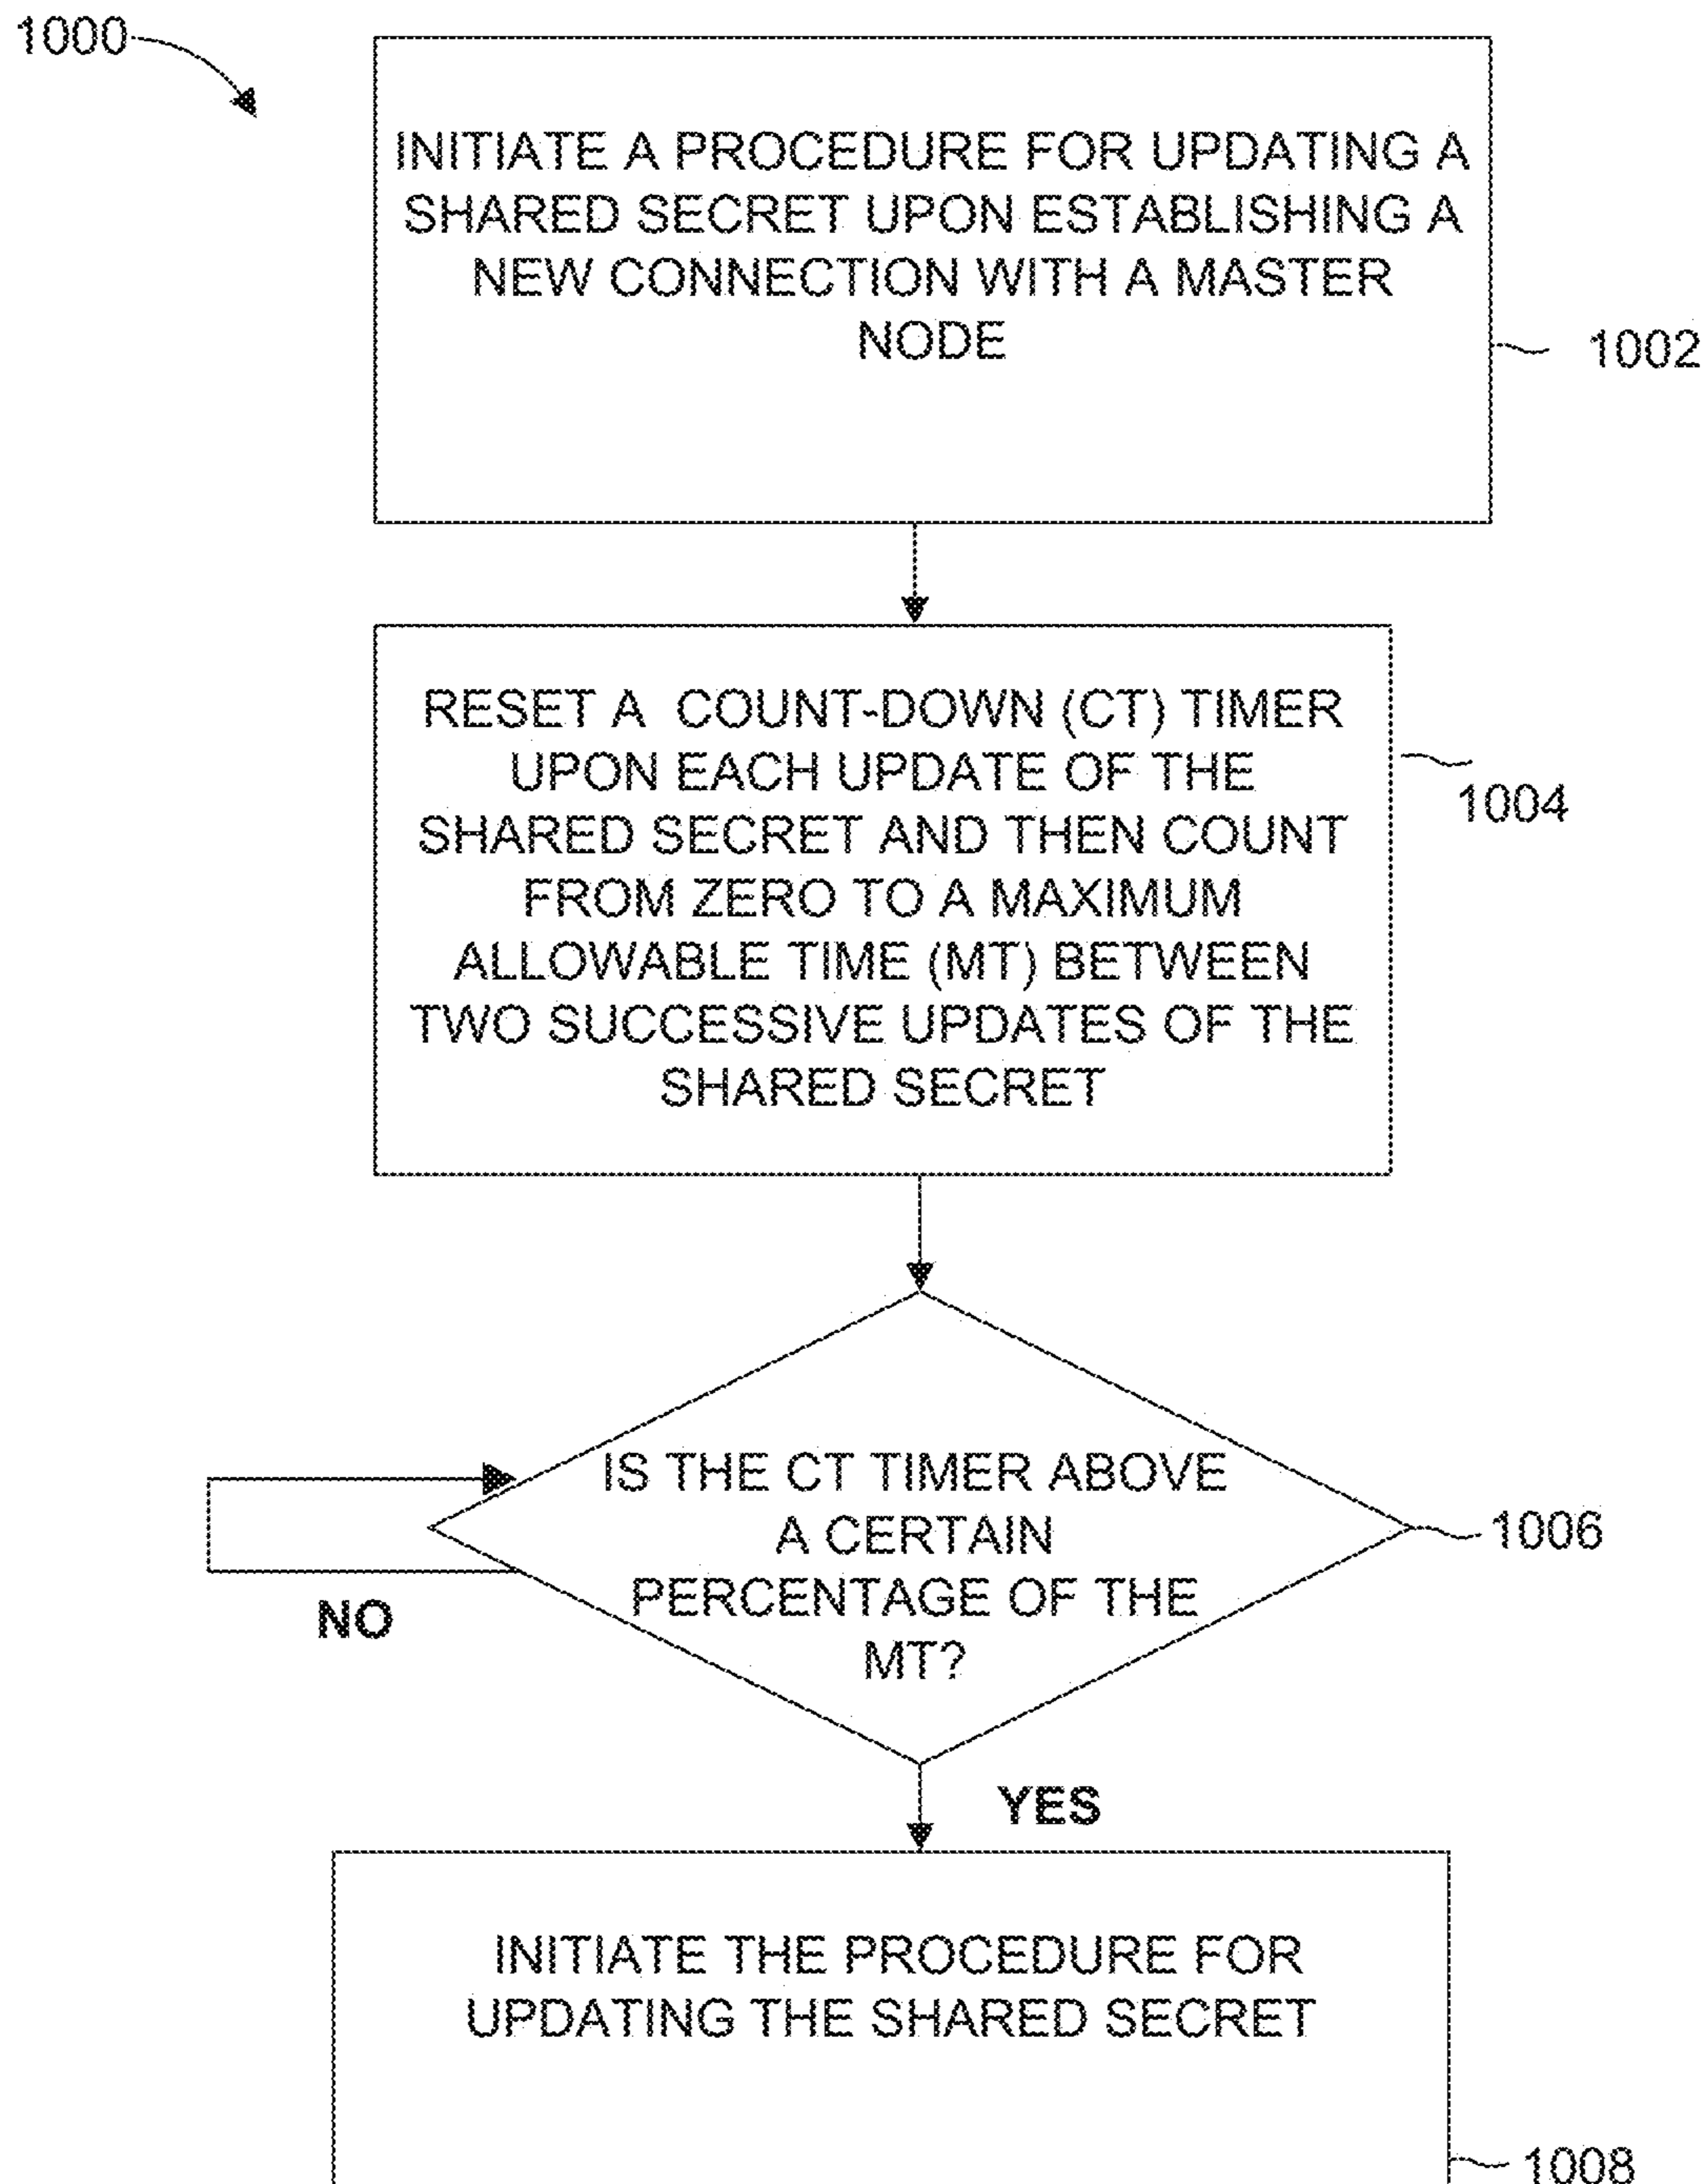 1000
INITIATE A PROCEDURE FOR UPDATING A
SHARED SECRET UPON ESTABLISHING A
NEW CONNECTION WITH A MASTER
NODE
1002
RESET A COUNT-DOWN (CT) TIMER
UPON EACH UPDATE OF THE
SHARED SECRET AND THEN COUNT
FROM ZERO TO A MAXIMUM
ALLOWABLE TIME (MT) BETWEEN
TWO SUCCESSIVE UPDATES OF THE
SHARED SECRET
1004
IS THE CT TIMER ABOVE
A CERTAIN
PERCENTAGE OF THE
MT?
1006
NO
YES
INITIATE THE PROCEDURE FOR
UPDATING THE SHARED SECRET
1008